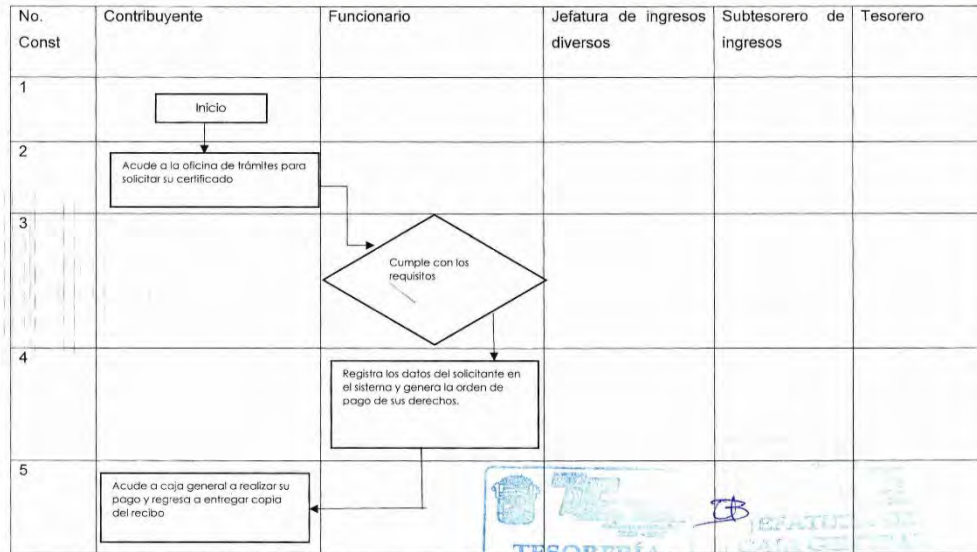 No. Const
Contribuyente
Funcionario
Jefatura de ingresos diversos
Subtesorero de ingresos
Tesorero
1
Inicio
2
Acude a la oficina de trámites para
solicitar su certificado
3
Cumple con los
requisitos
4
Registra los datos del solicitante en
el sistema y genera la orden de
pago de sus derechos.
5
Acude a caja general a realizar su
pago y regresa a entregar copia
del recibo
TESORERÍA